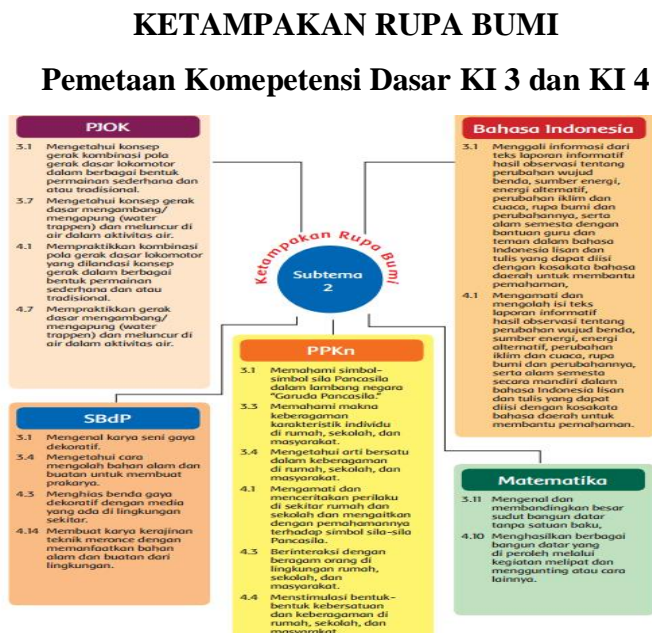 KETAMPAKAN RUPA BUMI
Pemetaan Komepetensi Dasar KI 3 dan KI 4
PJOK
3.1 Mengetahui konsep
gerak kombinasi pola
gerak dasar lokomotor
dalam berbagai bentuk
permainan sederhana dan
atau tradisional.
3.7 Mengetahui konsep gerak
dasar mengambang/
mengapung (water
trappen) dan meluncur di
air dalam aktivitas air.
4.1 Mempraktikkan kombinasi
pola gerak dasar lokomotor
yang dilandasi konsep
gerak dalam berbagai
bentuk permainan
sederhana dan atau
tradisional.
4.7 Mempraktikkan gerak
dasar mengambang/
mengapung (water
trappen) dan meluncur di
air dalam aktivitas air.
Ketampakan Rupa Bumi
Subtema
2
Bahasa Indonesia
3.1 Menggali informasi dari
teks laporan informatif
hasil observasi tentang
perubahan wujud
benda, sumber energi,
energi alternatif,
perubahan iklim dan
cuaca, rupa bumi dan
perubahannya, serta
alam semesta dengan
bantuan guru dan
teman dalam bahasa
Indonesia lisan dan
tulis yang dapat diisi
dengan kosakata bahasa
daerah untuk membantu
pemahaman,
4.1 Mengamati dan
mengolah isi teks
laporan informatif
hasil observasi tentang
perubahan wujud benda,
sumber energi, energi
alternatif, perubahan
iklim dan cuaca, rupa
bumi dan perubahannya,
serta alam semesta
secara mandiri dalam
bahasa Indonesia lisan
dan tulis yang dapat
diisi dengan kosakata
bahasa daerah untuk
membantu pemahaman.
SBdP
3.1 Mengenal karya seni gaya
dekoratif.
3.4 Mengetahui cara
mengolah bahan alam dan
buatan untuk membuat
prakarya.
4.3 Menghias benda gaya
dekoratif dengan media
yang ada di lingkungan
sekitar.
4.14 Membuat karya kerajinan
teknik meronce dengan
memanfaatkan bahan
alam dan buatan dari
lingkungan.
PPKn
3.1 Memahami simbol-
simbol sila Pancasila
dalam lambang negara
"Garuda Pancasila."
3.3 Memahami makna
keberagaman
karakteristik individu
di rumah, sekolah, dan
masyarakat.
3.4 Mengetahui arti bersatu
dalam keberagaman
di rumah, sekolah, dan
masyarakat.
4.1 Mengamati dan
menceritakan perilaku
di sekitar rumah dan
sekolah dan mengaitkan
dengan pemahamannya
terhadap simbol sila-sila
Pancasila.
4.3 Berinteraksi dengan
beragam orang di
lingkungan rumah,
sekolah, dan
masyarakat.
4.4 Menstimulasi bentuk-
bentuk kebersatuan
dan keberagaman di
rumah, sekolah, dan
masyarakat
Matematika
3.11 Mengenal dan
membandingkan besar
sudut bangun datar
tanpa satuan baku,
4.10 Menghasilkan berbagai
bangun datar yang
di peroleh melalui
kegiatan melipat dan
menggunting atau cara
lainnya.